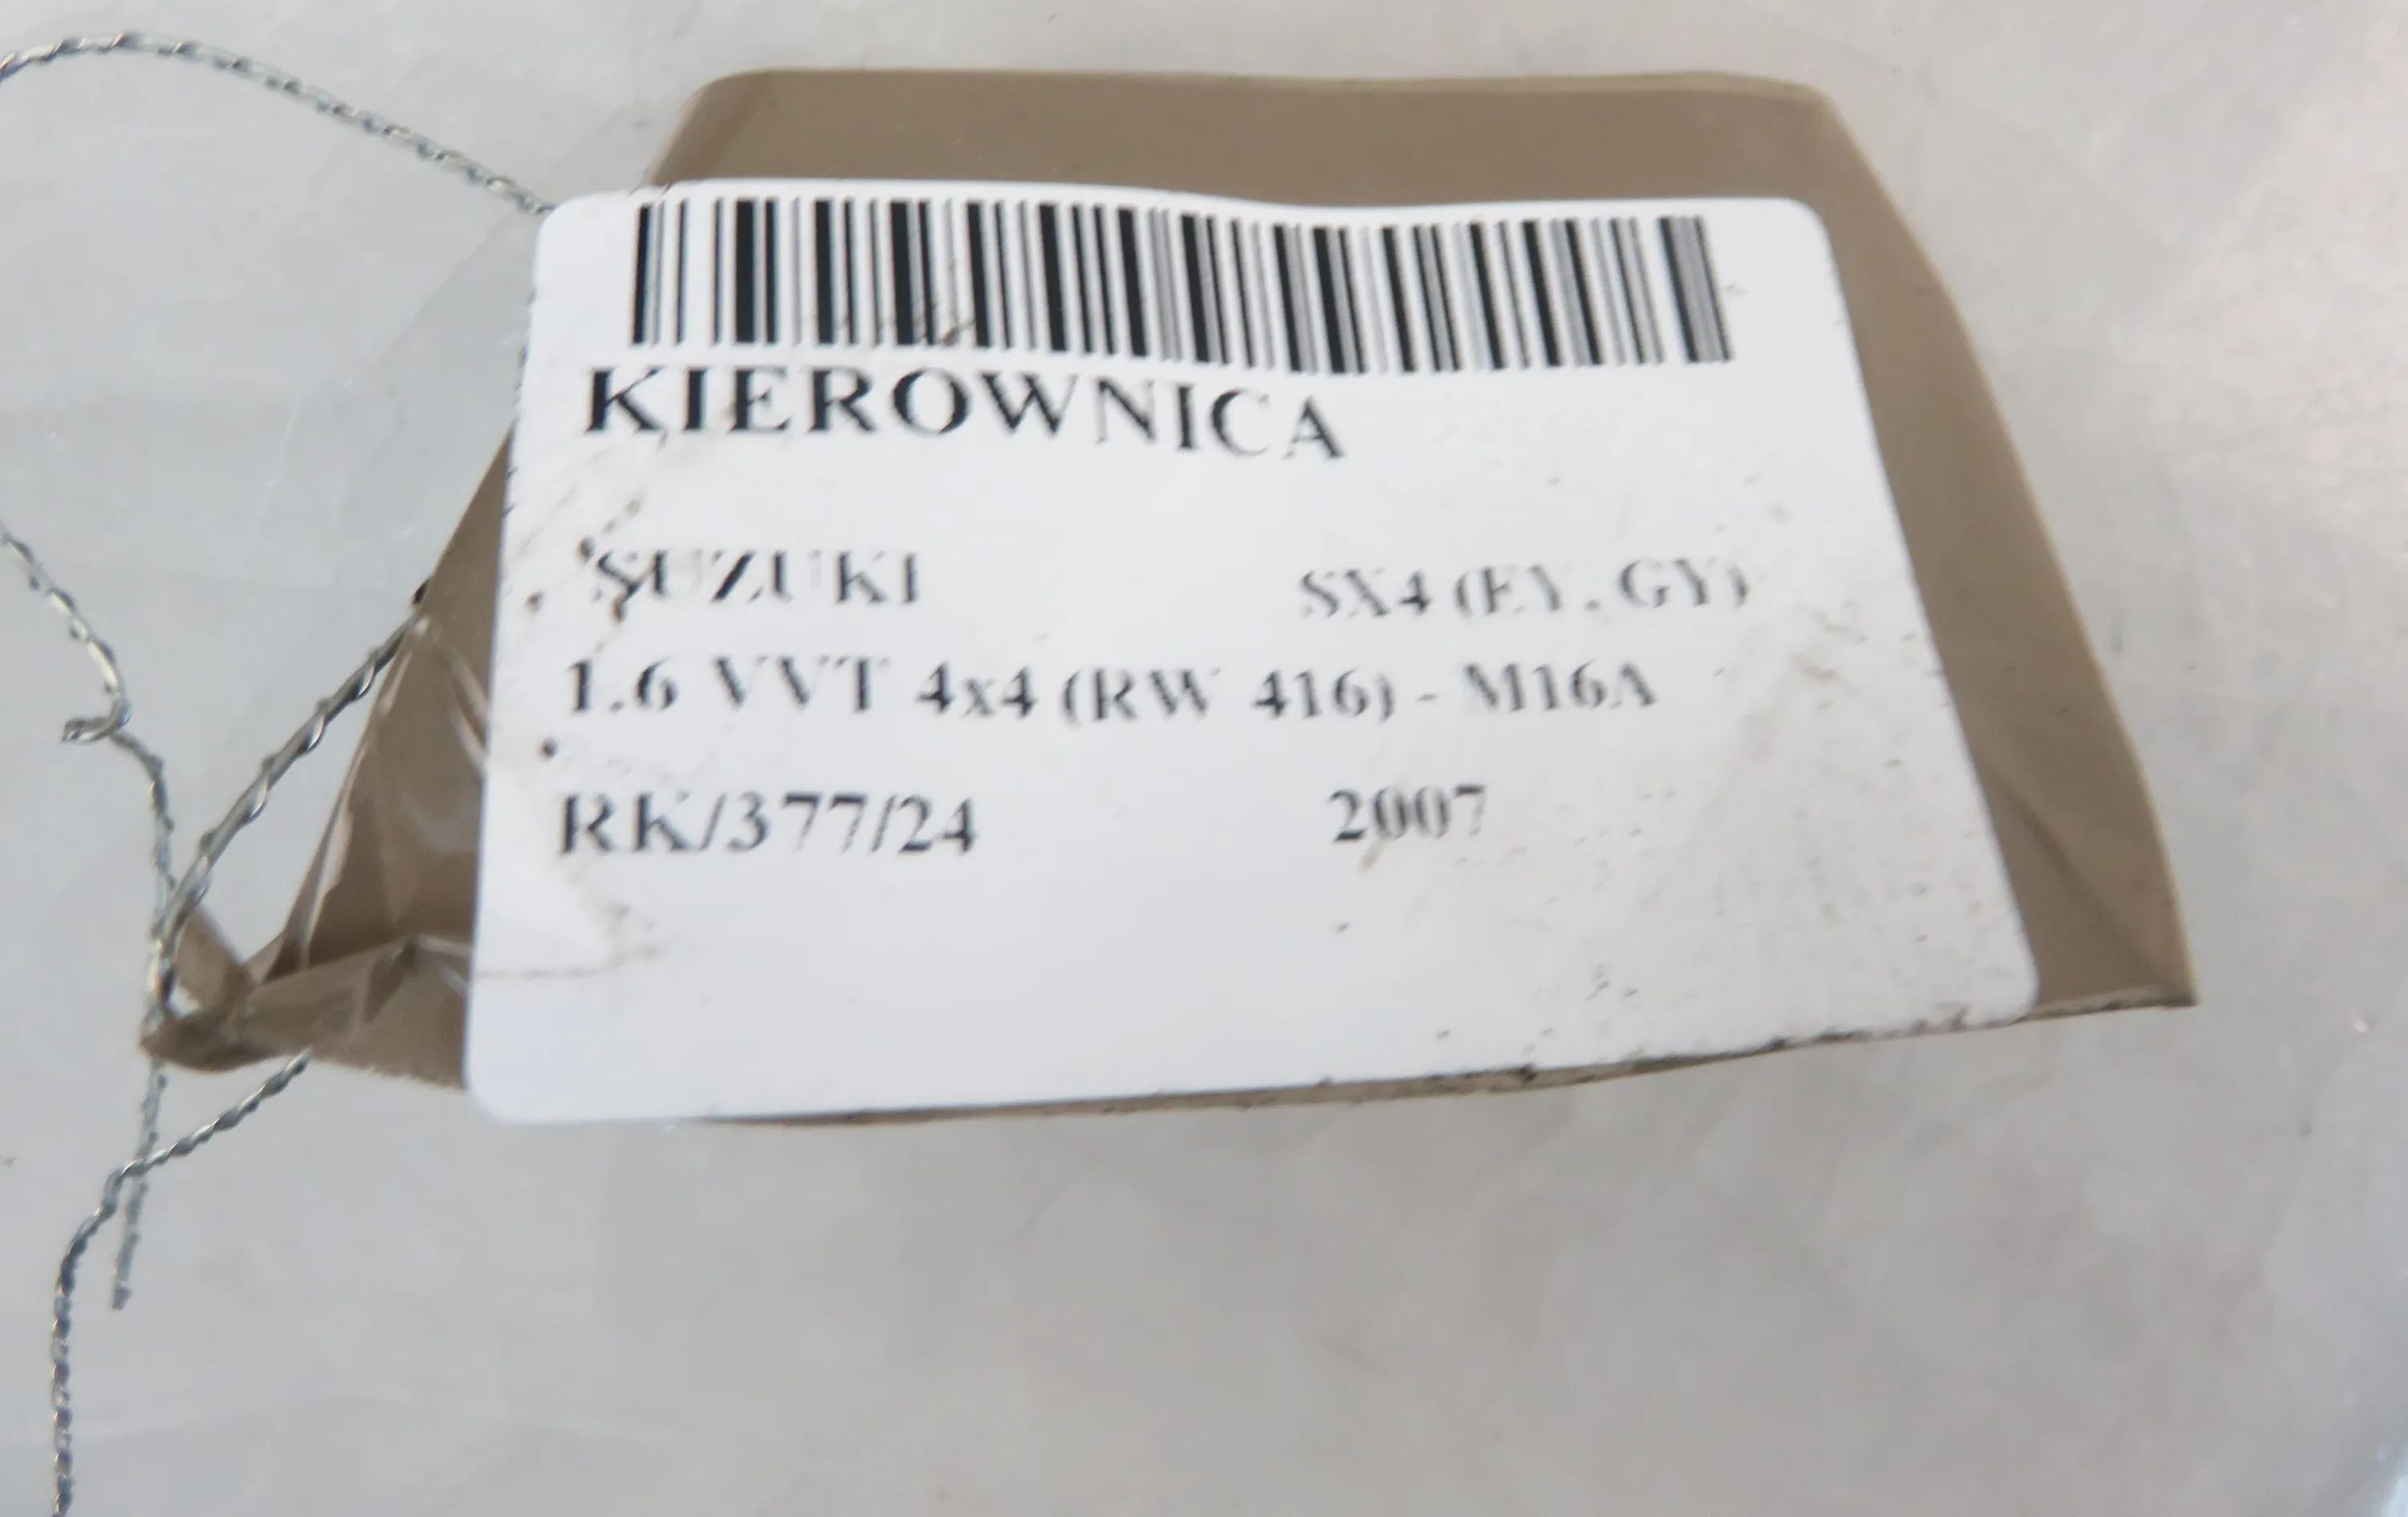 KIEROWNICA
SUZUKI SX4 (EY, GY)
1.6 VVT 4x4 (RW 416) - M16A
RK/377/24 2007